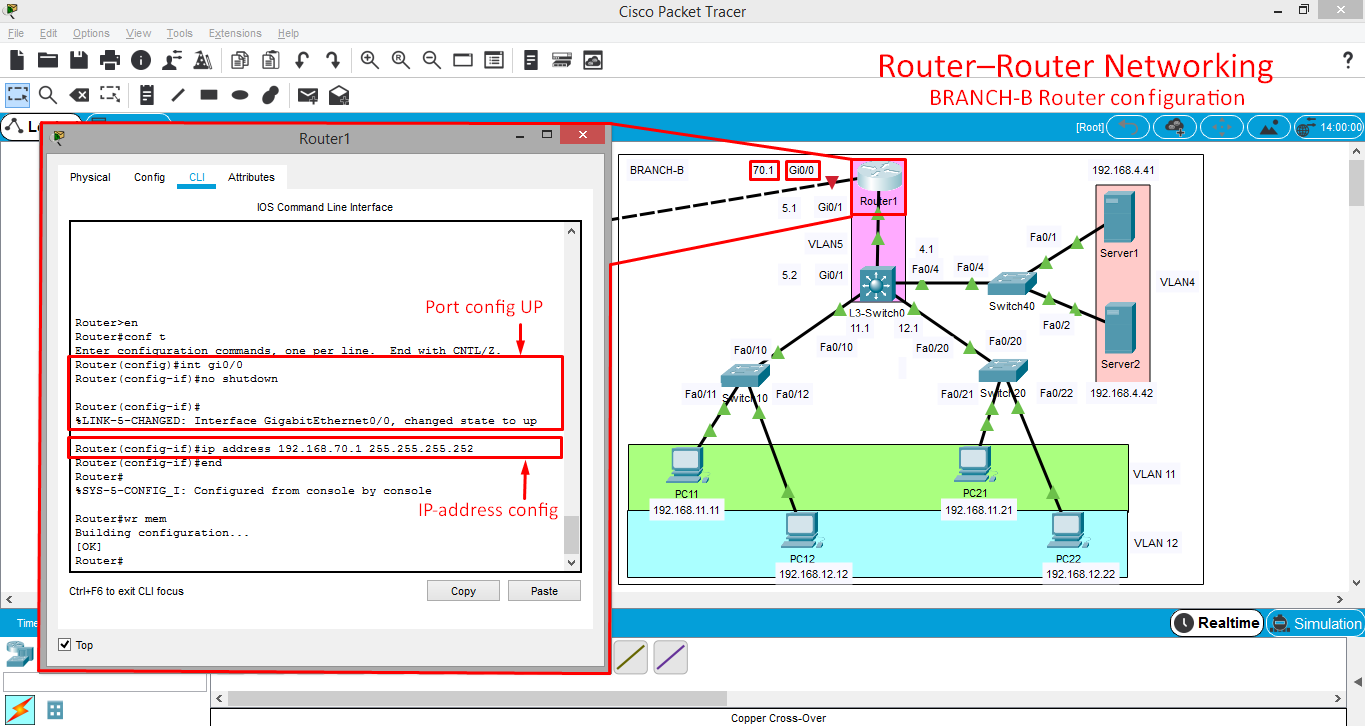 Cisco Packet Tracer
File Edit Options View Tools Extensions Help
Router–Router Networking
BRANCH-B Router configuration
[Root]
14:00:00
Router1
Physical Config CLI Attributes
IOS Command Line Interface
Port config UP
Router>en
Router#conf t
Enter configuration commands, one per line. End with CNTL/Z.
Router(config)#int gi0/0
Router(config-if)#no shutdown
Router(config-if)#
%LINK-5-CHANGED: Interface GigabitEthernet0/0, changed state to up
Router(config-if)#ip address 192.168.70.1 255.255.255.252
Router(config-if)#end
Router#
%SYS-5-CONFIG_I: Configured from console by console
IP-address config
Router#wr mem
Building configuration...
[OK]
Router#
Ctrl+F6 to exit CLI focus
Copy
Paste
Top
BRANCH-B
70.1
Gi0/0
192.168.4.41
Router1
5.1 Gi0/1
VLAN5
4.1
Fa0/1
Server1
5.2 Gi0/1
Fa0/4
Fa0/4
VLAN4
Switch40
L3-Switch0
11.1 12.1
Fa0/2
Fa0/10
Fa0/10
Fa0/20
Fa0/20
Server2
Fa0/11
Switch10
Fa0/12
Fa0/21
Switch20
Fa0/22
192.168.4.42
VLAN 11
PC11
192.168.11.11
PC21
192.168.11.21
VLAN 12
PC12
192.168.12.12
PC22
192.168.12.22
Time
Realtime
Simulation
Copper Cross-Over